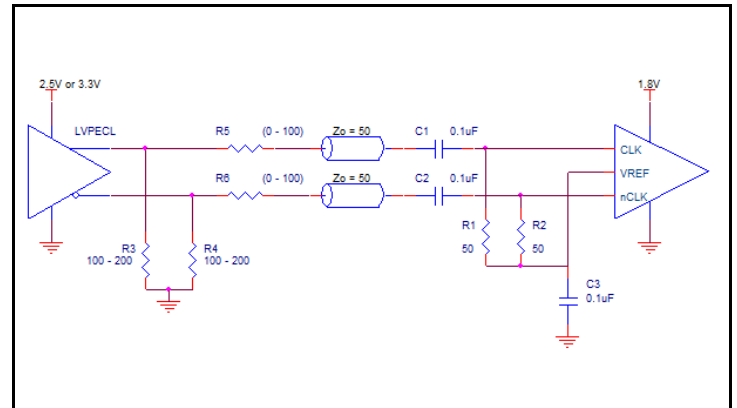 2.5V or 3.3V
1.8V
LVPECL
R5 (0 - 100) Zo = 50 C1 0.1uF
CLK
VREF
R6 (0 - 100) Zo = 50 C2 0.1uF
nCLK
R1 R2
50 50
R3 R4
100 - 200 100 - 200
C3
0.1uF